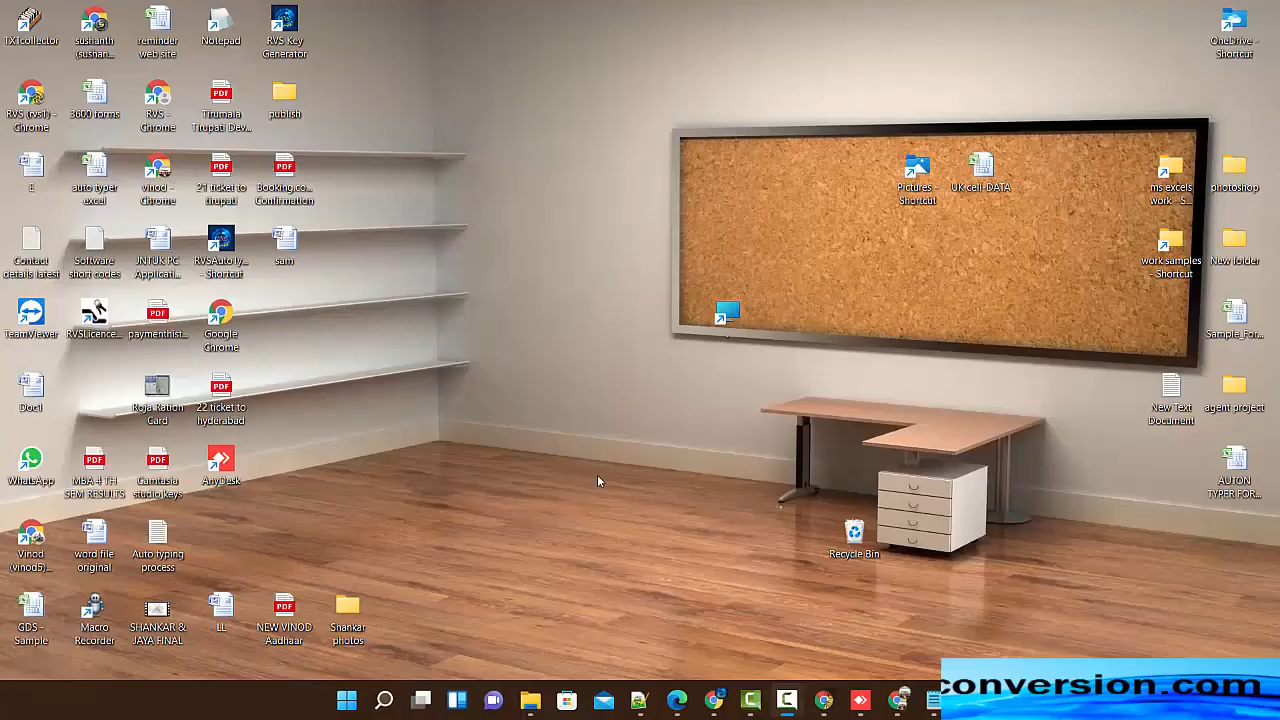 TXTcollector
sushanth
(sushan...
reminder
web site
Notepad
RVS Key
Generator
OneDrive -
Shortcut
RVS (rvs1) -
Chrome
3600 forms
RVS -
Chrome
Tirumala
Tirupati Dev...
publish
E
auto typer
excel
vinod -
Chrome
21 ticket to
tirupati
Booking.co...
Confirmation
Pictures -
Shortcut
UK cell-DATA
ms excels
work - S...
photoshop
Contact
details latest
Software
short codes
JNTUK PC
Applicati...
RVSAuto Ty...
- Shortcut
sam
work samples
- Shortcut
New folder
TeamViewer
RVSLicence...
paymenthist...
Google
Chrome
Sample_For...
Doc1
Roja Ration
Card
22 ticket to
hyderabad
New Text
Document
agent project
WhatsApp
MBA 4 TH
SEM RESULTS
Camtasia
studio keys
AnyDesk
AUTON
TYPER FOR...
Vinod
(vinod5)...
word file
original
Auto typing
process
Recycle Bin
GDS -
Sample
Macro
Recorder
SHANKAR &
JAYA FINAL
LL
NEW VINOD
Aadhaar
Shankar
photos
conversion.com